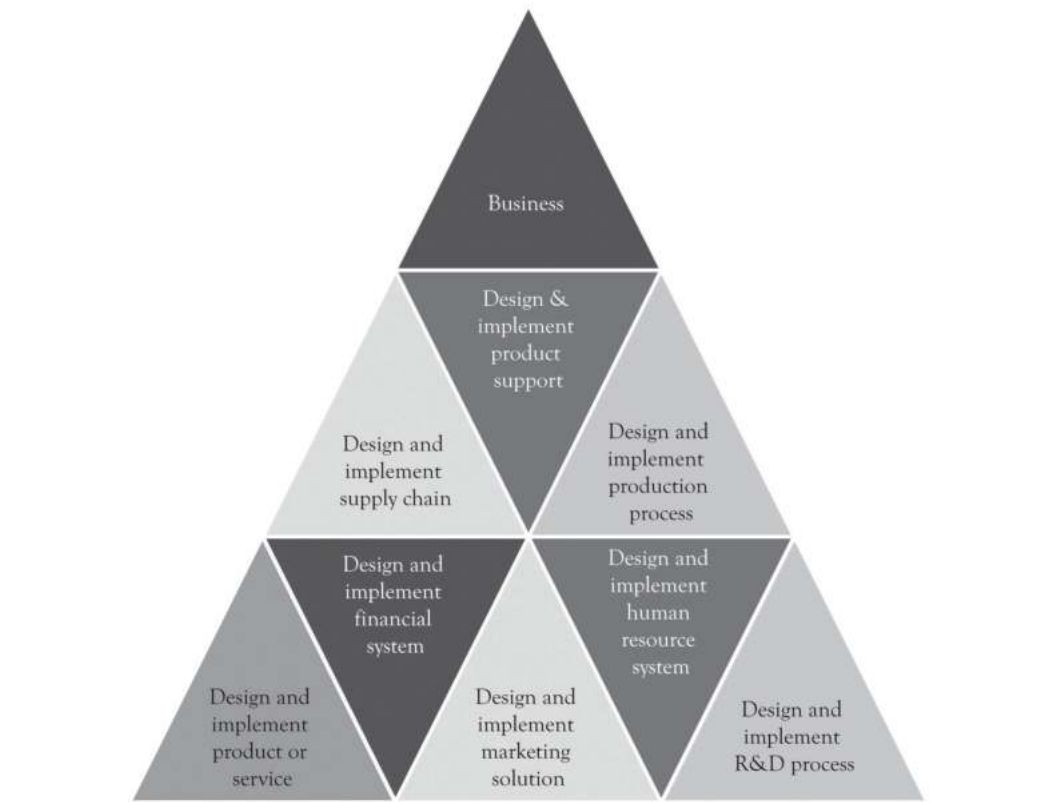 Business
Design &
implement
product
support
Design and
implement
supply chain
Design and
implement
production
process
Design and
implement
financial
system
Design and
implement
human
resource
system
Design and
implement
product or
service
Design and
implement
marketing
solution
Design and
implement
R&D process